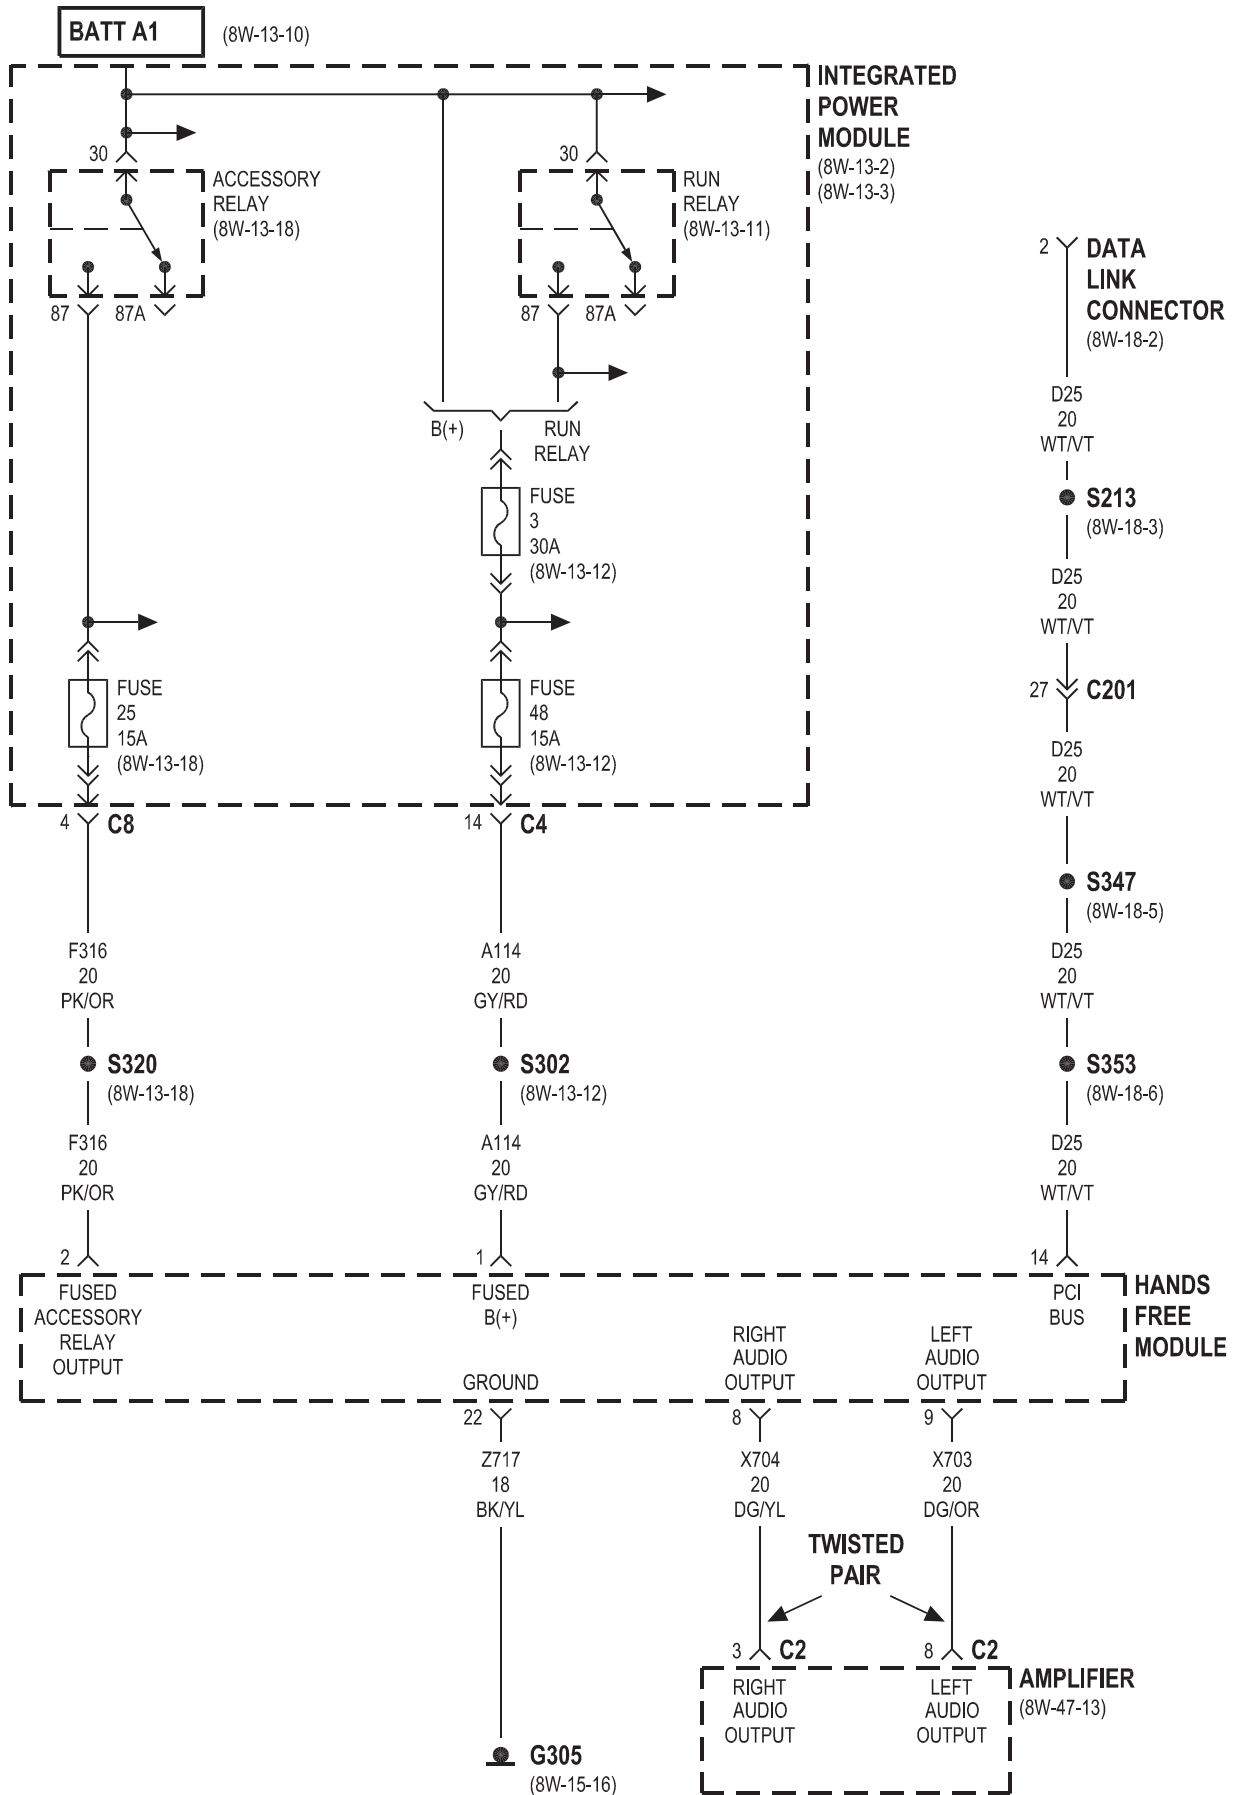 BATT A1
(8W-13-10)
INTEGRATED
POWER
MODULE
(8W-13-2)
(8W-13-3)
30
ACCESSORY
RELAY
(8W-13-18)
87
87A
30
RUN
RELAY
(8W-13-11)
87
87A
B(+)
RUN
RELAY
FUSE
3
30A
(8W-13-12)
FUSE
25
15A
(8W-13-18)
FUSE
48
15A
(8W-13-12)
4
C8
14
C4
2
DATA
LINK
CONNECTOR
(8W-18-2)
D25
20
WT/VT
S213
(8W-18-3)
D25
20
WT/VT
27
C201
D25
20
WT/VT
S347
(8W-18-5)
D25
20
WT/VT
S353
(8W-18-6)
D25
20
WT/VT
14
F316
20
PK/OR
S320
(8W-13-18)
F316
20
PK/OR
2
A114
20
GY/RD
S302
(8W-13-12)
A114
20
GY/RD
1
FUSED
ACCESSORY
RELAY
OUTPUT
FUSED
B(+)
PCI
BUS
HANDS
FREE
MODULE
GROUND
RIGHT
AUDIO
OUTPUT
LEFT
AUDIO
OUTPUT
22
Z717
18
BK/YL
G305
(8W-15-16)
8
X704
20
DG/YL
9
X703
20
DG/OR
TWISTED
PAIR
3
C2
8
C2
RIGHT
AUDIO
OUTPUT
LEFT
AUDIO
OUTPUT
AMPLIFIER
(8W-47-13)